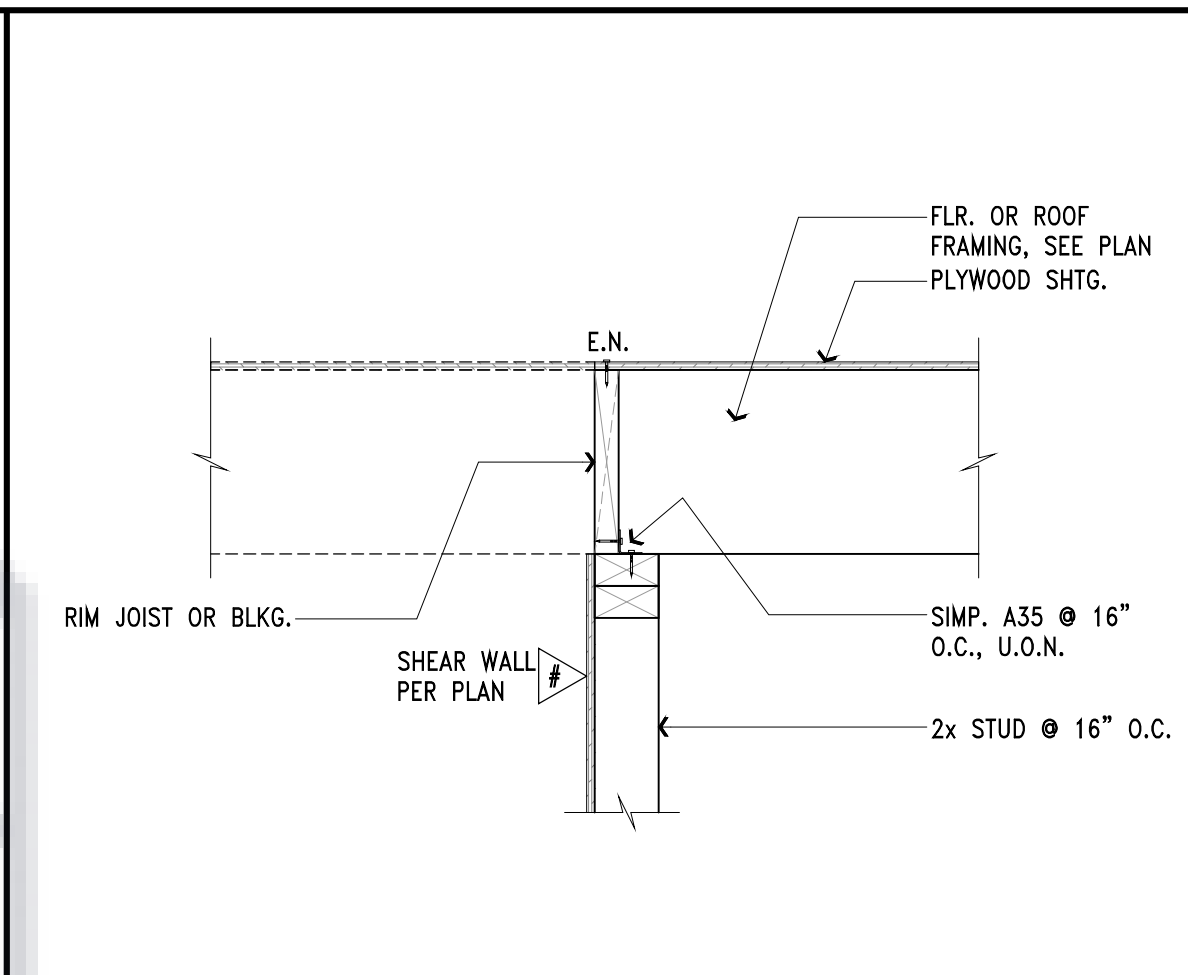 FLR. OR ROOF
FRAMING, SEE PLAN
PLYWOOD SHTG.
E.N.
RIM JOIST OR BLKG.
SHEAR WALL
PER PLAN
#
SIMP. A35 @ 16”
O.C., U.O.N.
2x STUD @ 16” O.C.